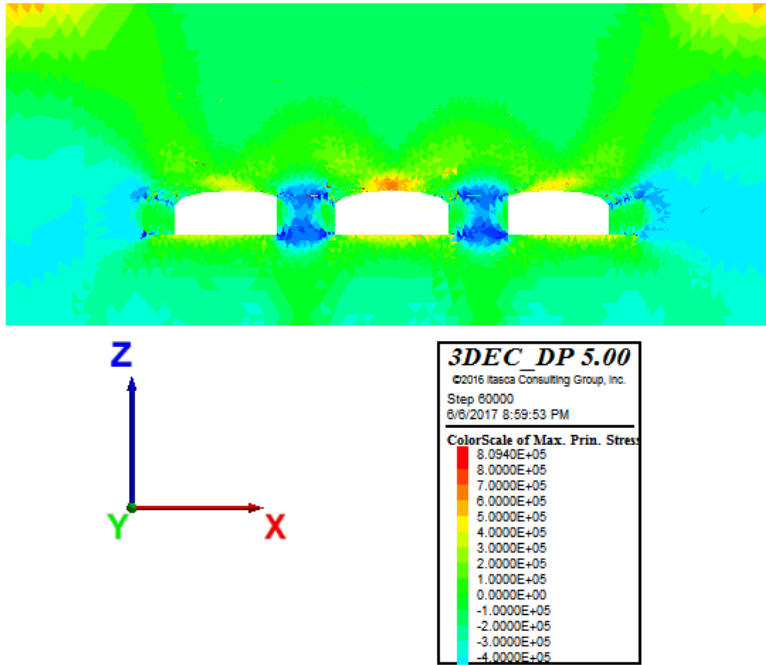 Z
Y
X
3DEC_DP 5.00
©2016 Itasca Consulting Group, Inc.
Step 60000
6/6/2017 8:59:53 PM
ColorScale of Max. Prin. Stress
8.0940E+05
8.0000E+05
7.0000E+05
6.0000E+05
5.0000E+05
4.0000E+05
3.0000E+05
2.0000E+05
1.0000E+05
0.0000E+00
-1.0000E+05
-2.0000E+05
-3.0000E+05
-4.0000E+05